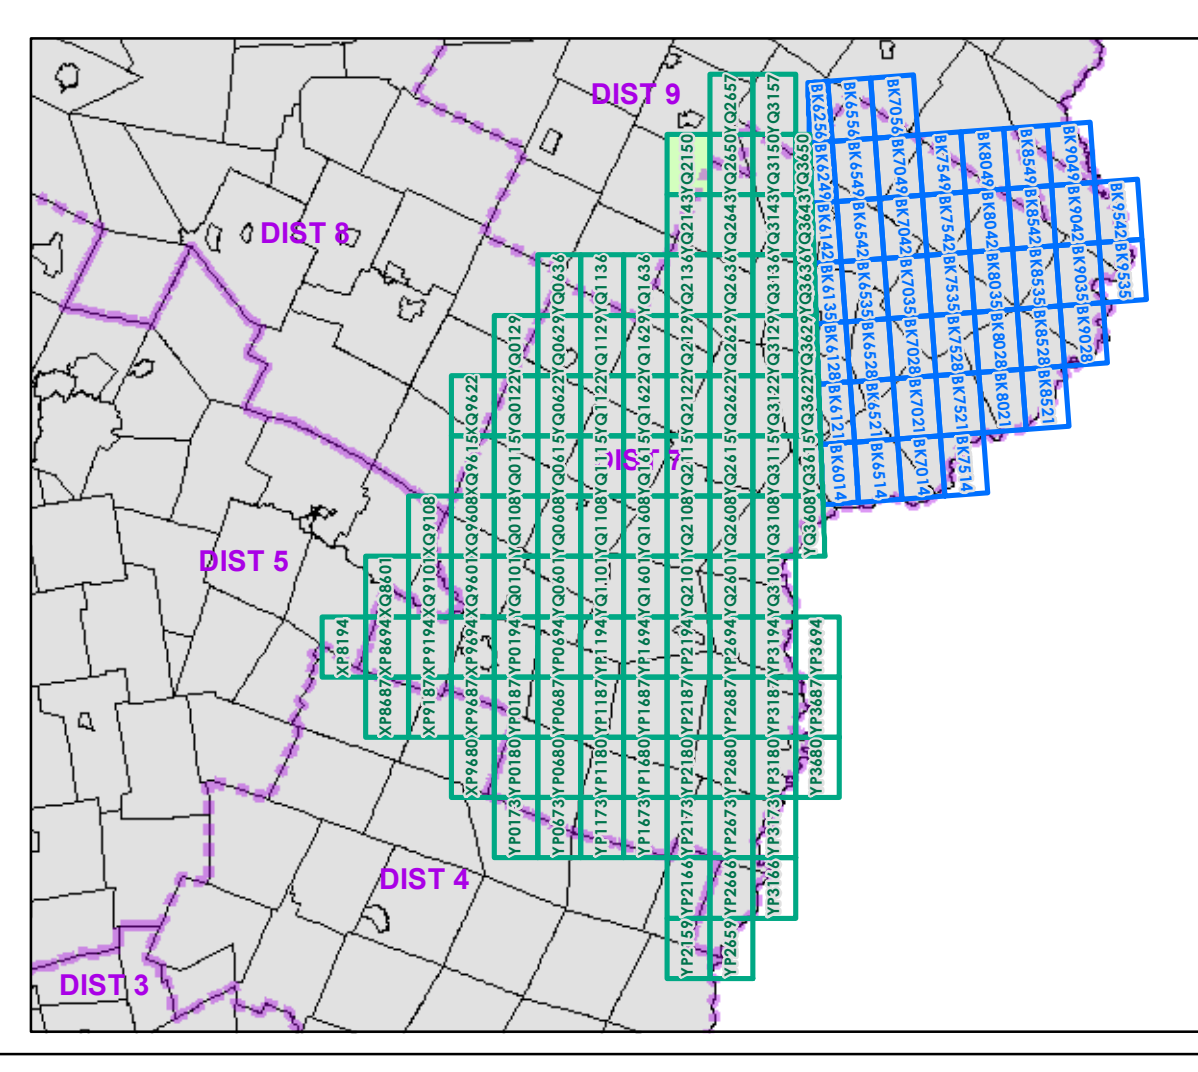 DIST 9
YQ2657 YQ3157
BK6256 BK6556 BK7056
YQ2150 YQ2650 YQ3150 YQ3650
BK6249 BK6549 BK7049 BK7549 BK8049 BK8549 BK9049
DIST 8
YQ2143 YQ2643 YQ3143 YQ3643
BK6142 BK6542 BK7042 BK7542 BK8042 BK8542 BK9042 BK9542
YQ0636 YQ1136 YQ1636 YQ2136 YQ2636 YQ3136 YQ3636
BK6135 BK6535 BK7035 BK7535 BK8035 BK8535 BK9035 BK9535
YQ0129 YQ0629 YQ1129 YQ1629 YQ2129 YQ2629 YQ3129 YQ3629
BK6128 BK6528 BK7028 BK7528 BK8028 BK8528 BK9028
XQ9622 YQ0122 YQ0622 YQ1122 YQ1622 YQ2122 YQ2622 YQ3122 YQ3622
BK6121 BK6521 BK7021 BK7521 BK8021 BK8521
DIST 7
XQ9615 YQ0115 YQ0615 YQ1115 YQ1615 YQ2115 YQ2615 YQ3115 YQ3615
BK6014 BK6514 BK7014 BK7514
XQ9108 XQ9608 YQ0108 YQ0608 YQ1108 YQ1608 YQ2108 YQ2608 YQ3108 YQ3608
DIST 5
XQ8601 XQ9101 XQ9601 YQ0101 YQ0601 YQ1101 YQ1601 YQ2101 YQ2601 YQ3101
XP8194 XP8694 XP9194 XP9694 YP0194 YP0694 YP1194 YP1694 YP2194 YP2694 YP3194 YP3694
XP8687 XP9187 XP9687 YP0187 YP0687 YP1187 YP1687 YP2187 YP2687 YP3187 YP3687
XP9680 YP0180 YP0680 YP1180 YP1680 YP2180 YP2680 YP3180 YP3680
YP0173 YP0673 YP1173 YP1673 YP2173 YP2673 YP3173
DIST 4
YP2166 YP2666 YP3166
YP2159 YP2659
DIST 3